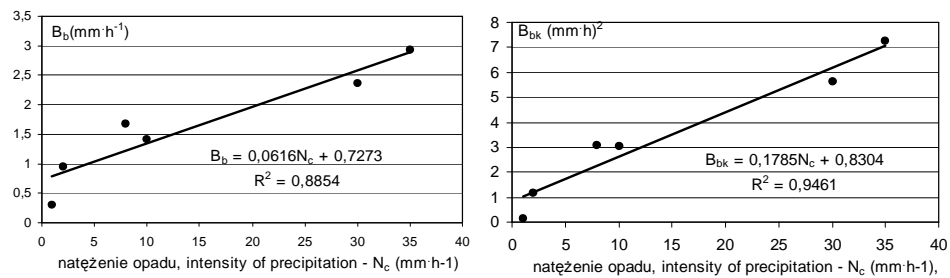 B_b(mm·h⁻¹)
3,5
3
2,5
2
1,5
1
0,5
0
B_b = 0,0616N_c + 0,7273
R² = 0,8854
0 5 10 15 20 25 30 35 40
natężenie opadu, intensity of precipitation - N_c (mm·h-1)
B_bk (mm·h)²
8
7
6
5
4
3
2
1
0
B_bk = 0,1785N_c + 0,8304
R² = 0,9461
0 5 10 15 20 25 30 35 40
natężenie opadu, intensity of precipitation - N_c (mm·h-1),